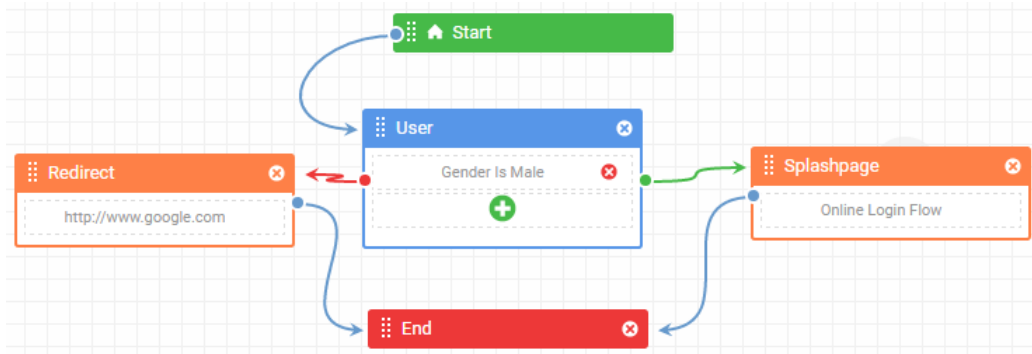 Start
User
Gender Is Male
Redirect
http://www.google.com
Splashpage
Online Login Flow
End